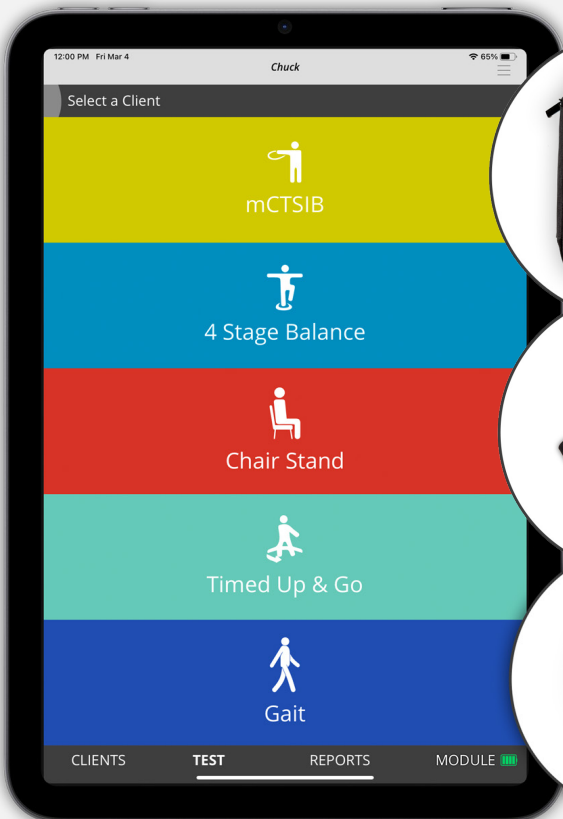 12:00 PM Fri Mar 4
65%
Chuck
Select a Client
mCTSIB
4 Stage Balance
Chair Stand
Timed Up & Go
Gait
CLIENTS TEST REPORTS MODULE